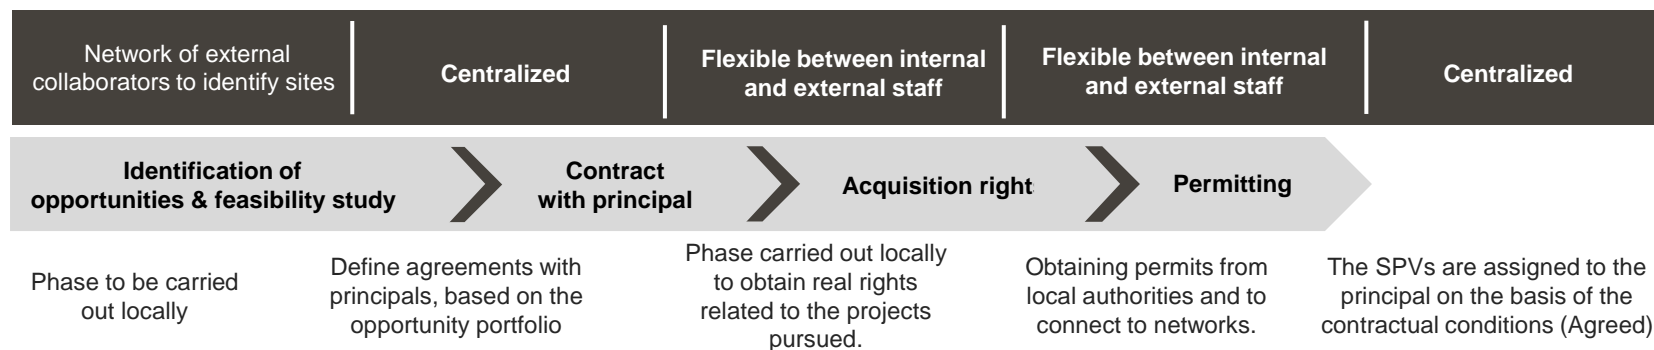 Network of external
collaborators to identify sites
Centralized
Flexible between internal
and external staff
Flexible between internal
and external staff
Centralized
Identification of
opportunities & feasibility study
Contract
with principal
Acquisition right
Permitting
Phase to be carried
out locally
Define agreements with
principals, based on the
opportunity portfolio
Phase carried out locally
to obtain real rights
related to the projects
pursued.
Obtaining permits from
local authorities and to
connect to networks.
The SPVs are assigned to the
principal on the basis of the
contractual conditions (Agreed)